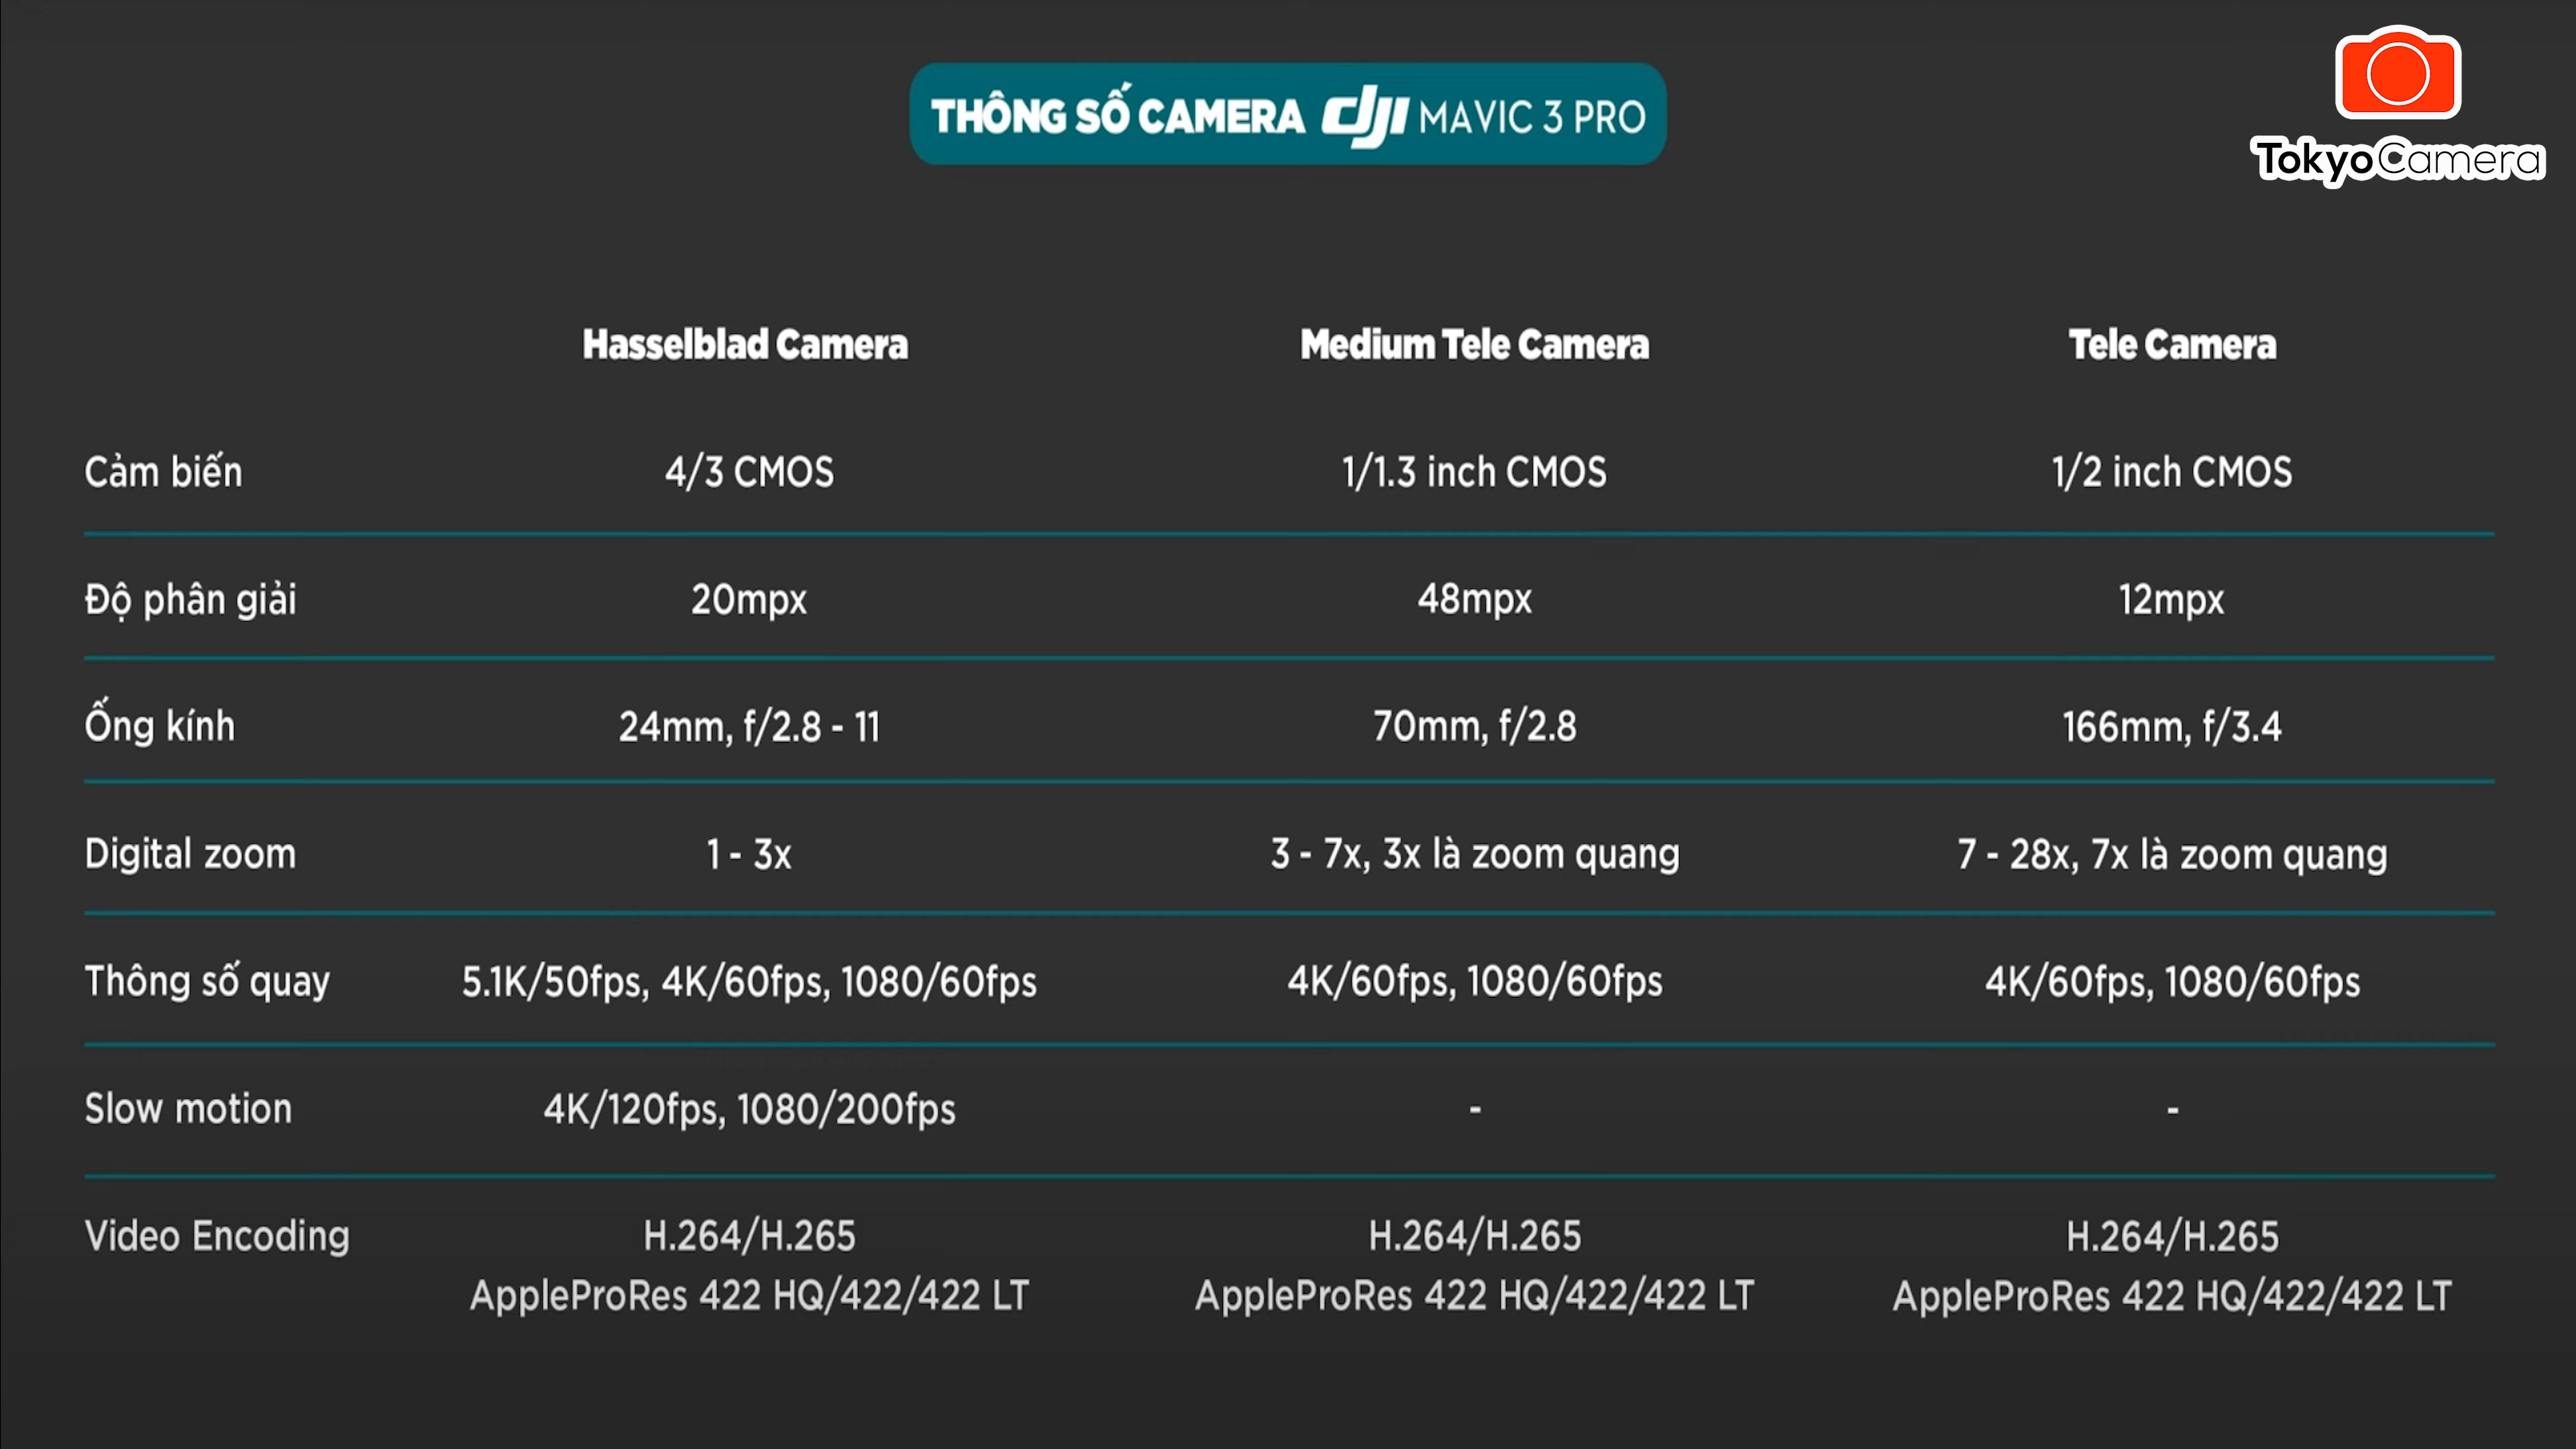 THÔNG SỐ CAMERA dji MAVIC 3 PRO
TokyoCamera
Hasselblad Camera Medium Tele Camera Tele Camera
Cảm biến 4/3 CMOS 1/1.3 inch CMOS 1/2 inch CMOS
Độ phân giải 20mpx 48mpx 12mpx
Ống kính 24mm, f/2.8 - 11 70mm, f/2.8 166mm, f/3.4
Digital zoom 1 - 3x 3 - 7x, 3x là zoom quang 7 - 28x, 7x là zoom quang
Thông số quay 5.1K/50fps, 4K/60fps, 1080/60fps 4K/60fps, 1080/60fps 4K/60fps, 1080/60fps
Slow motion 4K/120fps, 1080/200fps - -
Video Encoding H.264/H.265 H.264/H.265 H.264/H.265
AppleProRes 422 HQ/422/422 LT AppleProRes 422 HQ/422/422 LT AppleProRes 422 HQ/422/422 LT